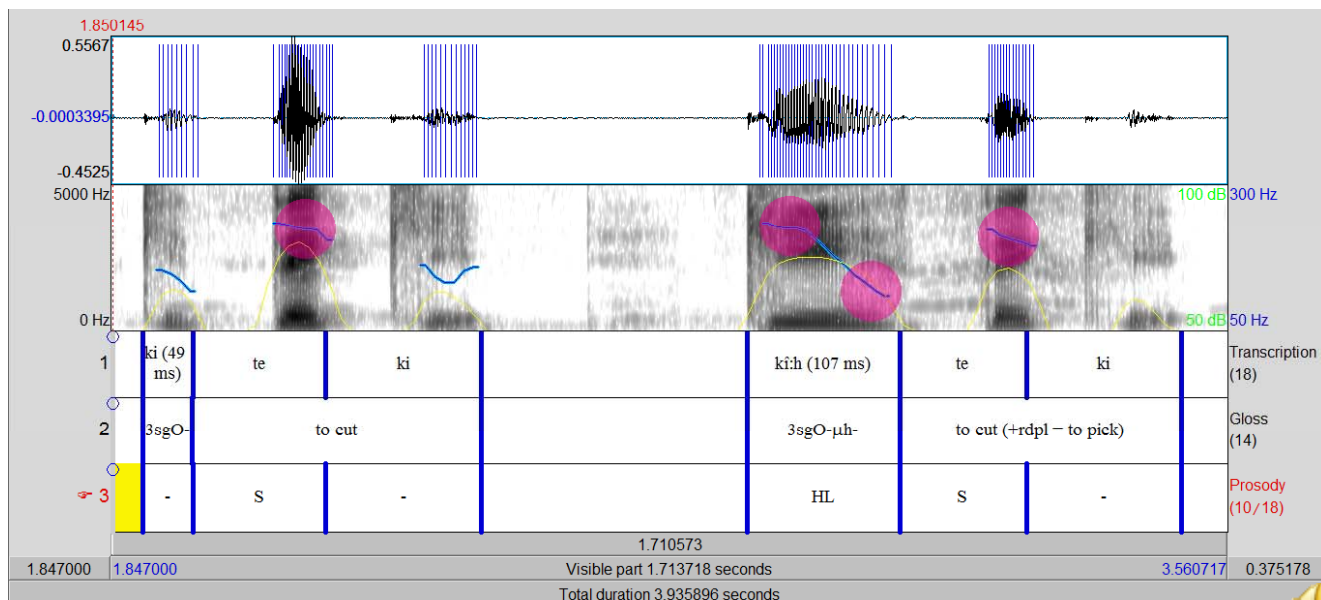 1.850145
0.5567
-0.0003395
-0.4525
5000 Hz 100 dB 300 Hz
0 Hz 50 dB 50 Hz
1 ki (49 ms) te ki kîːh (107 ms) te ki Transcription (18)
2 3sgO- to cut 3sgO-μh- to cut (+rdpl – to pick) Gloss (14)
☞ 3 - S - HL S - Prosody (10/18)
1.710573
1.847000 1.847000 Visible part 1.713718 seconds 3.560717 0.375178
Total duration 3.935896 seconds